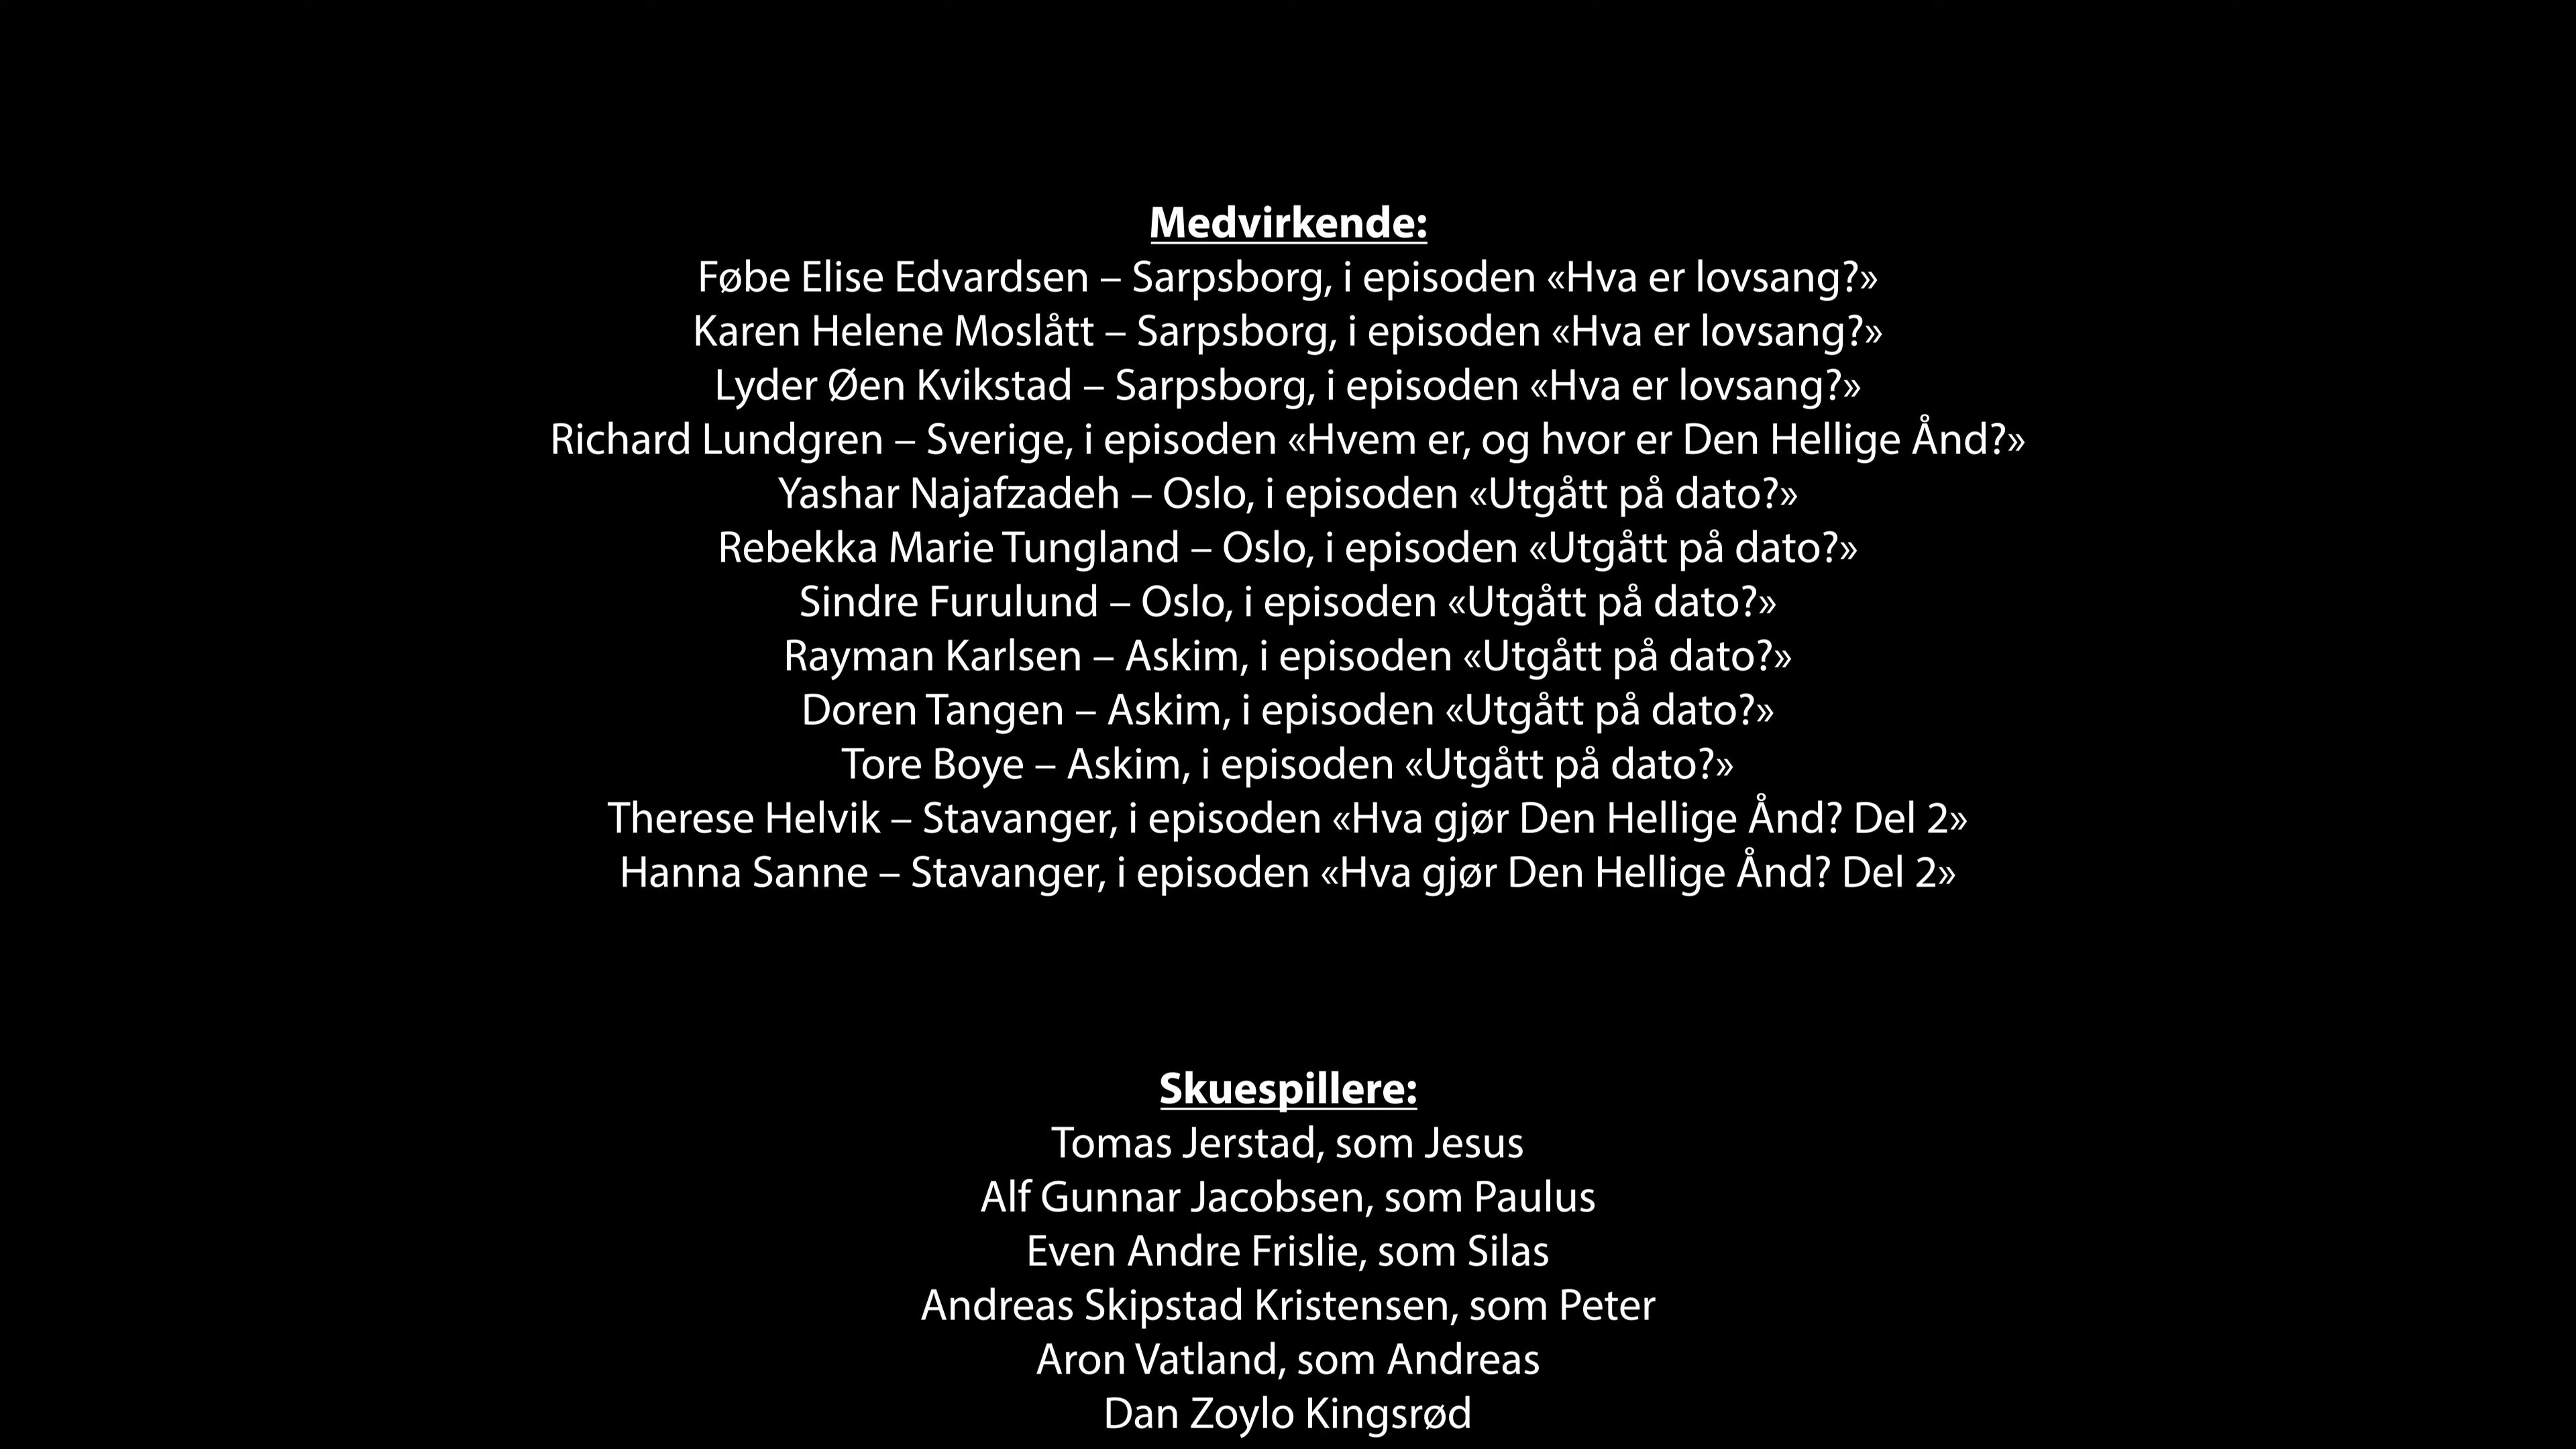 Medvirkende:
Føbe Elise Edvardsen – Sarpsborg, i episoden «Hva er lovsang?»
Karen Helene Moslått – Sarpsborg, i episoden «Hva er lovsang?»
Lyder Øen Kvikstad – Sarpsborg, i episoden «Hva er lovsang?»
Richard Lundgren – Sverige, i episoden «Hvem er, og hvor er Den Hellige Ånd?»
Yashar Najafzadeh – Oslo, i episoden «Utgått på dato?»
Rebekka Marie Tungland – Oslo, i episoden «Utgått på dato?»
Sindre Furulund – Oslo, i episoden «Utgått på dato?»
Rayman Karlsen – Askim, i episoden «Utgått på dato?»
Doren Tangen – Askim, i episoden «Utgått på dato?»
Tore Boye – Askim, i episoden «Utgått på dato?»
Therese Helvik – Stavanger, i episoden «Hva gjør Den Hellige Ånd? Del 2»
Hanna Sanne – Stavanger, i episoden «Hva gjør Den Hellige Ånd? Del 2»
Skuespillere:
Tomas Jerstad, som Jesus
Alf Gunnar Jacobsen, som Paulus
Even Andre Frislie, som Silas
Andreas Skipstad Kristensen, som Peter
Aron Vatland, som Andreas
Dan Zoylo Kingsrød